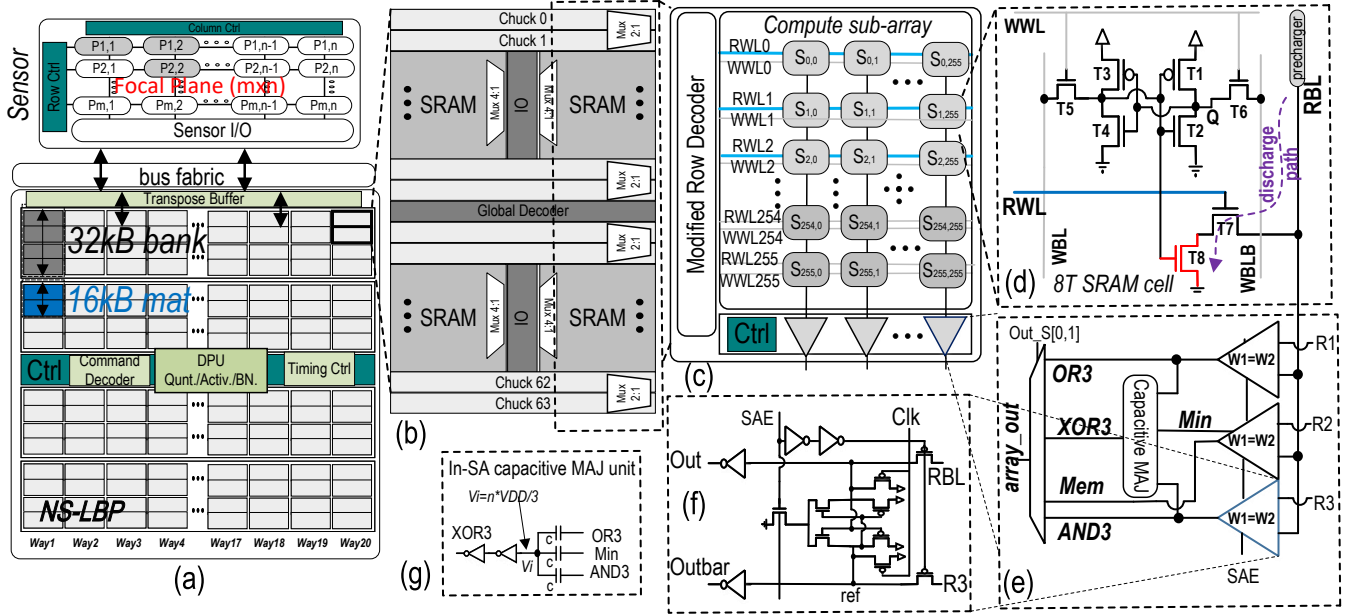 Sensor
Column Ctrl
Row Ctrl
P1,1
P1,2
P1,n-1
P1,n
P2,1
P2,2
P2,n-1
P2,n
Focal Plane (mxn)
Pm,1
Pm,2
Pm,n-1
Pm,n
Sensor I/O
bus fabric
Transpose Buffer
32kB bank
16kB mat
Ctrl
Command
Decoder
DPU
Qunt./Activ./BN.
Timing Ctrl
NS-LBP
Way1
Way2
Way3
Way4
Way17
Way18
Way19
Way20
(a)
Chuck 0
Chuck 1
Mux
2:1
SRAM
Mux 4:1
IO
Mux 4:1
SRAM
Mux
2:1
Global Decoder
Mux
2:1
SRAM
Mux 4:1
IO
Mux 4:1
SRAM
Chuck 62
Chuck 63
Mux
2:1
(b)
Modified Row Decoder
Compute sub-array
RWL0
WWL0
S0,0
S0,1
S0,255
RWL1
WWL1
S1,0
S1,1
S1,255
RWL2
WWL2
S2,0
S2,1
S2,255
RWL254
WWL254
S254,0
S254,1
S254,255
RWL255
WWL255
S255,0
S255,1
S255,255
Ctrl
(c)
WWL
precharger
RBL
T3
T1
T5
T6
T4
T2
Q
discharge
path
RWL
T7
T8
WBL
WBLB
(d)
8T SRAM cell
Out_S[0,1]
OR3
W1=W2
R1
Capacitive MAJ
XOR3
Min
W1=W2
R2
array_out
Mem
AND3
W1=W2
R3
SAE
(e)
SAE
Clk
Out
RBL
(f)
Outbar
ref
R3
In-SA capacitive MAJ unit
Vi=n*VDD/3
XOR3
Vi
c
OR3
c
Min
c
AND3
(g)